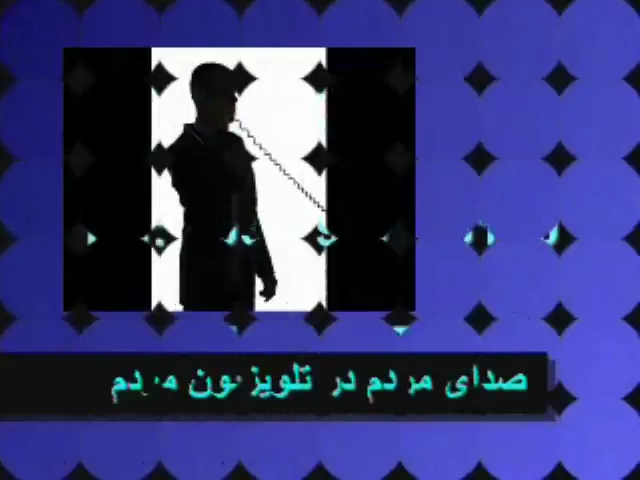 صدای مردم در تلویزیون مردم